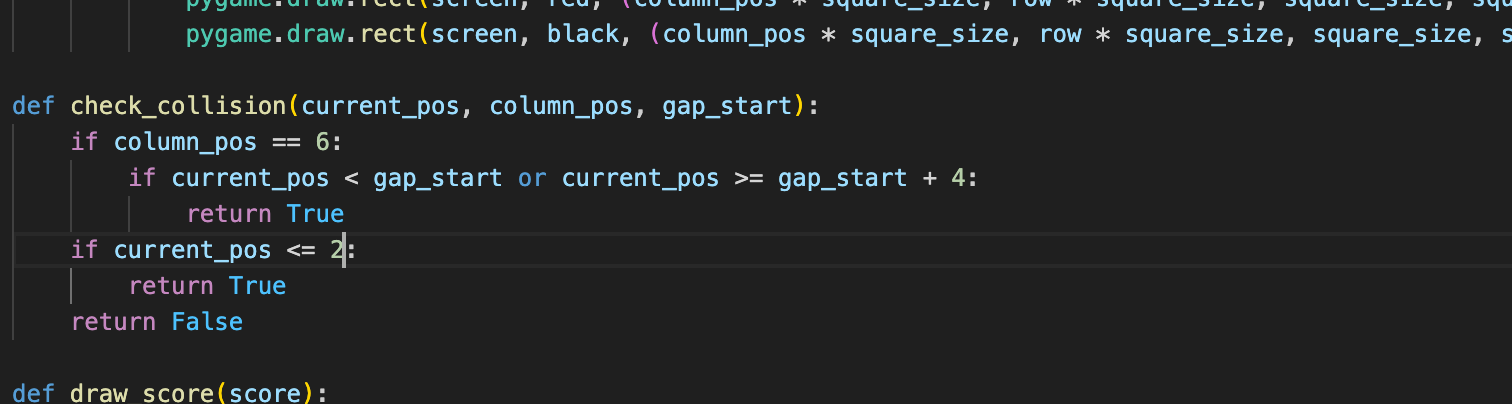 pygame.draw.rect(screen, red, (column_pos * square_size, row * square_size, square_size,
pygame.draw.rect(screen, black, (column_pos * square_size, row * square_size, square_size, s
def check_collision(current_pos, column_pos, gap_start):
if column_pos == 6:
if current_pos < gap_start or current_pos >= gap_start + 4:
return True
if current_pos <= 2:
return True
return False
def draw_score(score):